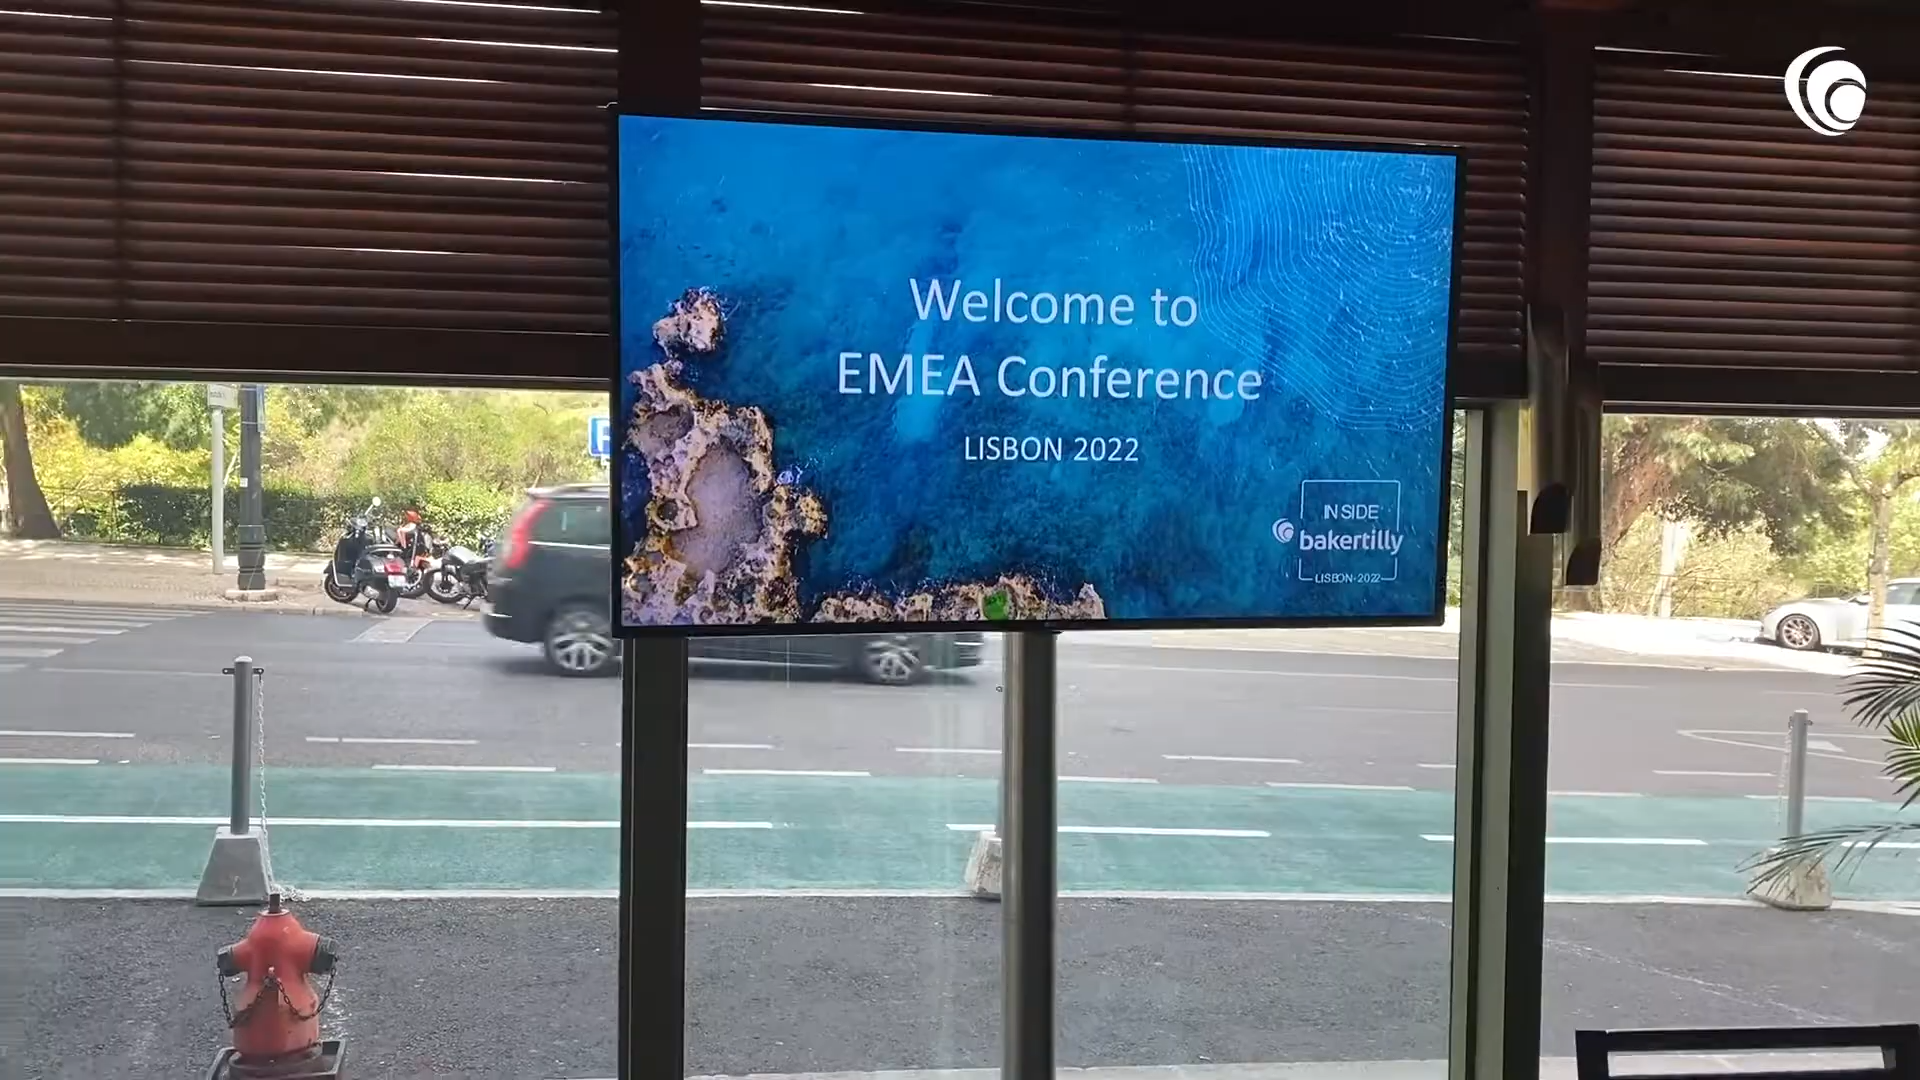 Welcome to
EMEA Conference
LISBON 2022
INSIDE
bakertilly
LISBON·2022